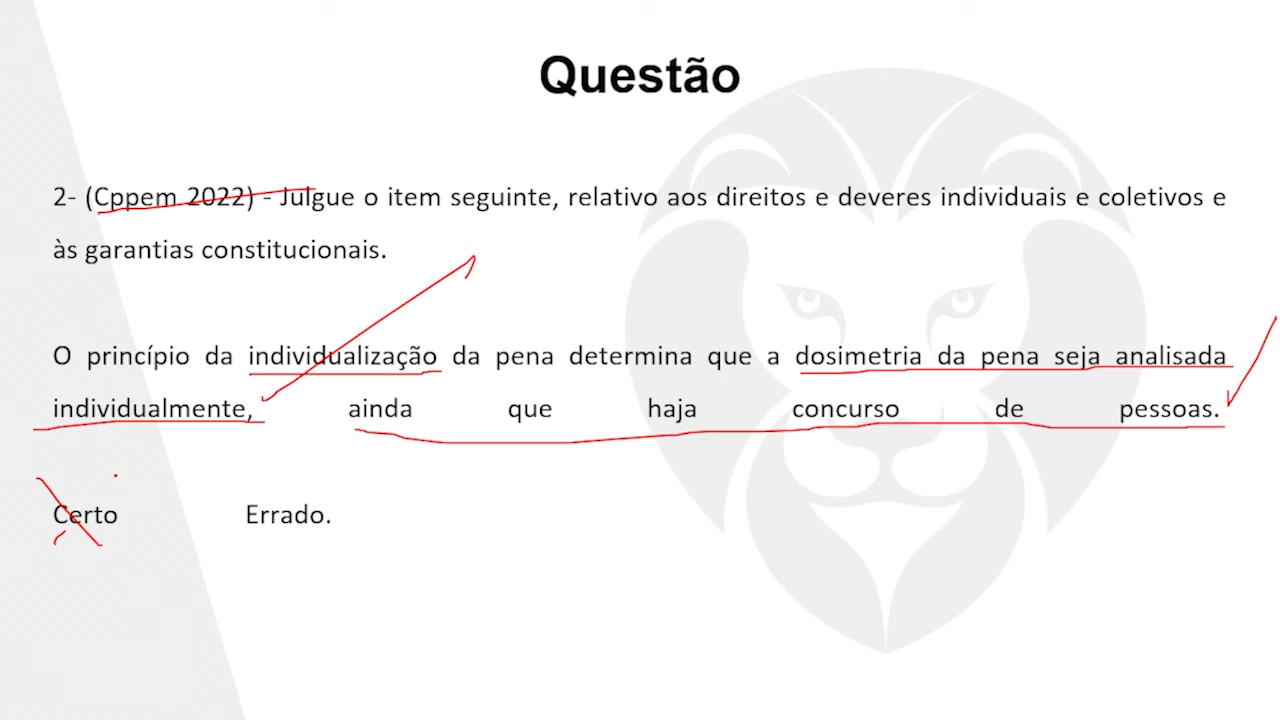 Questão
2- (Cppem 2022) - Julgue o item seguinte, relativo aos direitos e deveres individuais e coletivos e
às garantias constitucionais.
O princípio da individualização da pena determina que a dosimetria da pena seja analisada
individualmente, ainda que haja concurso de pessoas.
Certo Errado.